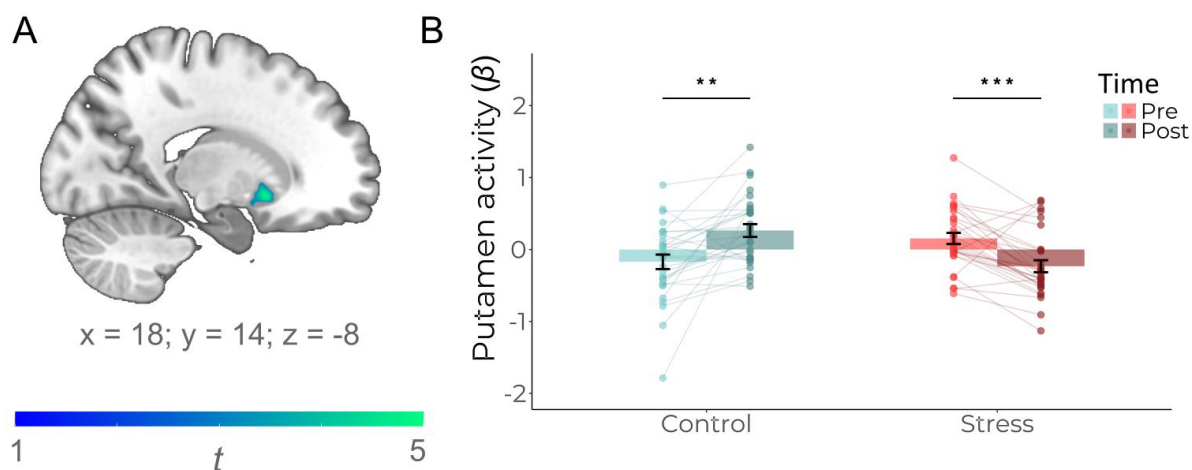 A
x = 18; y = 14; z = -8
1
t
5
B
Putamen activity (β)
2
1
0
-1
-2
**
***
Control
Stress
Time
Pre
Post